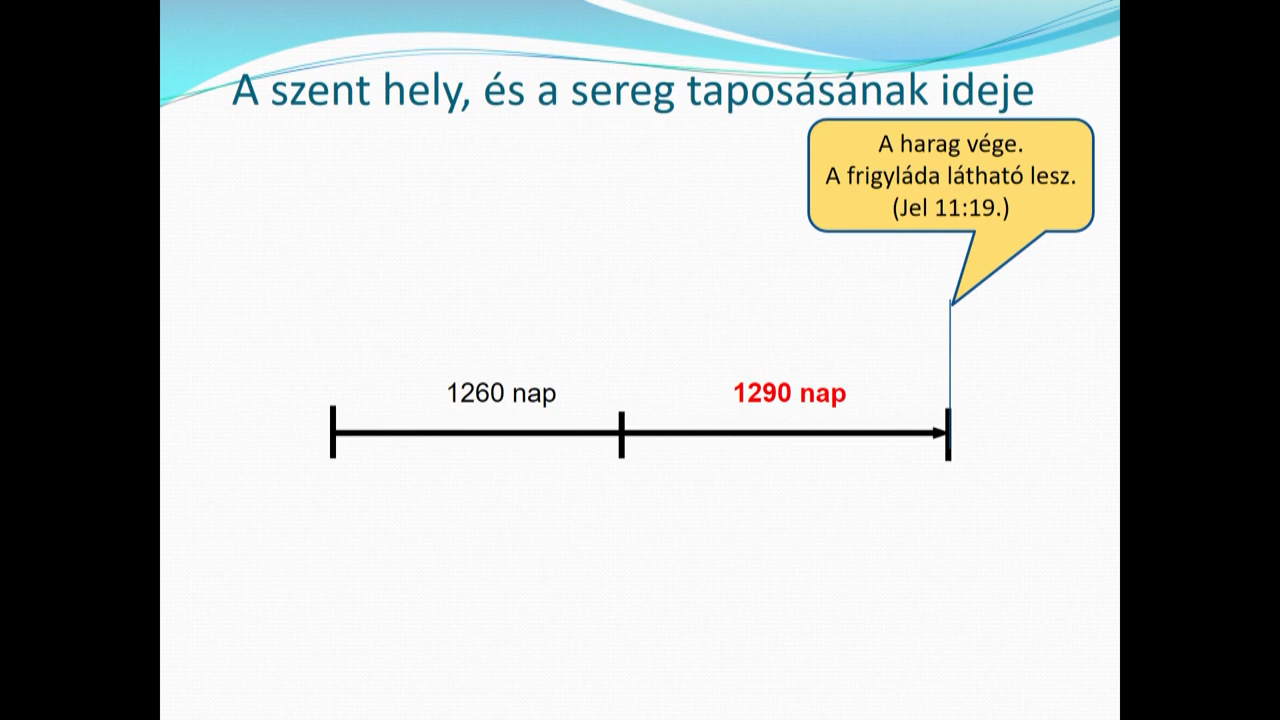 A szent hely, és a sereg taposásának ideje
A harag vége.
A frigyláda látható lesz.
(Jel 11:19.)
1260 nap
1290 nap